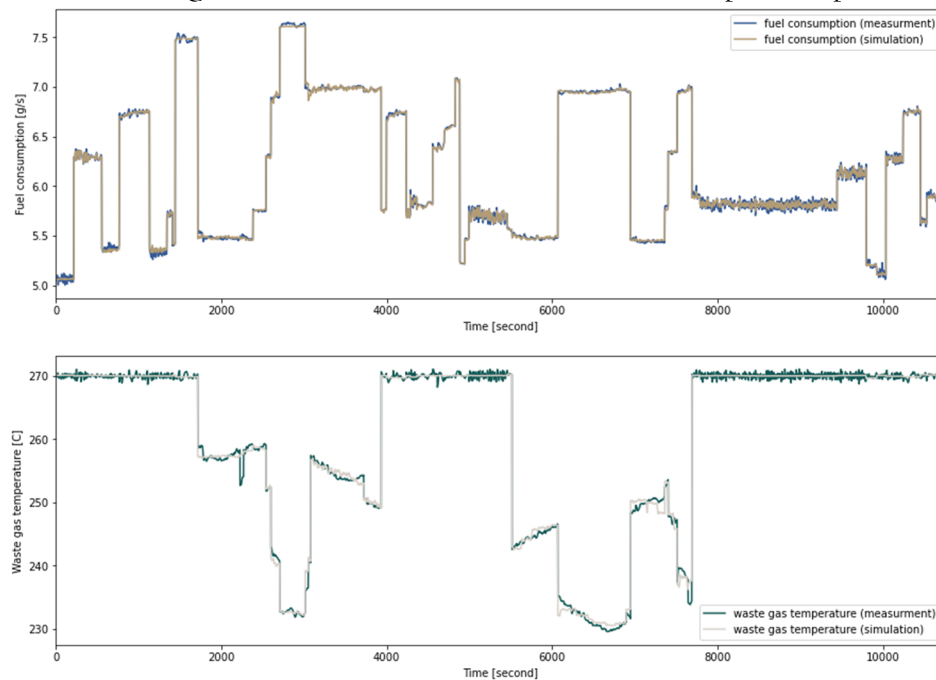 fuel consumption (measurment)
fuel consumption (simulation)
Fuel consumption [g/s]
7.5
7.0
6.5
6.0
5.5
5.0
0 2000 4000 6000 8000 10000
Time [second]
waste gas temperature (measurment)
waste gas temperature (simulation)
Waste gas temperature [C]
270
260
250
240
230
0 2000 4000 6000 8000 10000
Time [second]